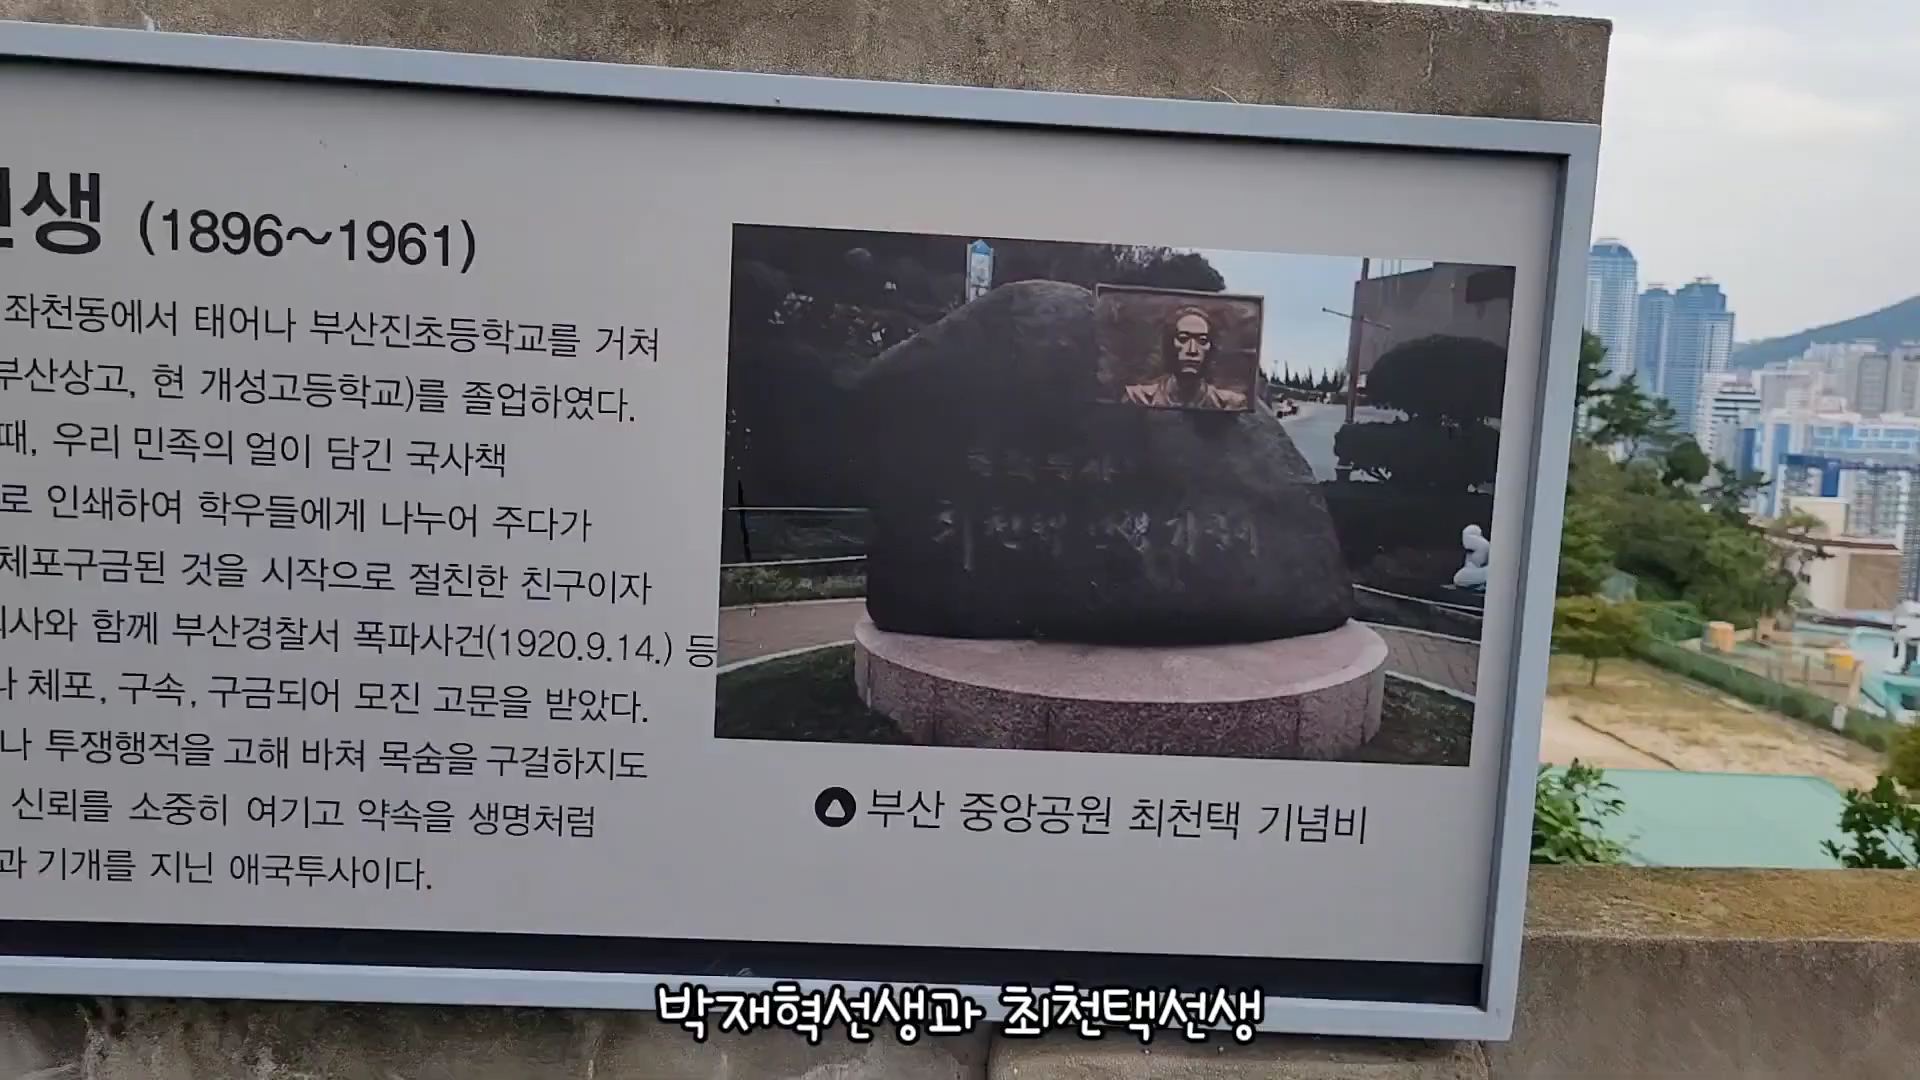 생 (1896~1961)
좌천동에서 태어나 부산진초등학교를 거쳐
부산상고, 현 개성고등학교)를 졸업하였다.
때, 우리 민족의 얼이 담긴 국사책
로 인쇄하여 학우들에게 나누어 주다가
체포구금된 것을 시작으로 절친한 친구이자
의사와 함께 부산경찰서 폭파사건(1920.9.14.) 등
체포, 구속, 구금되어 모진 고문을 받았다.
나 투쟁행적을 고해 바쳐 목숨을 구걸하지도
신뢰를 소중히 여기고 약속을 생명처럼
과 기개를 지닌 애국투사이다.
최천택 선생 기념비
부산 중앙공원 최천택 기념비
박재혁선생과 최천택선생